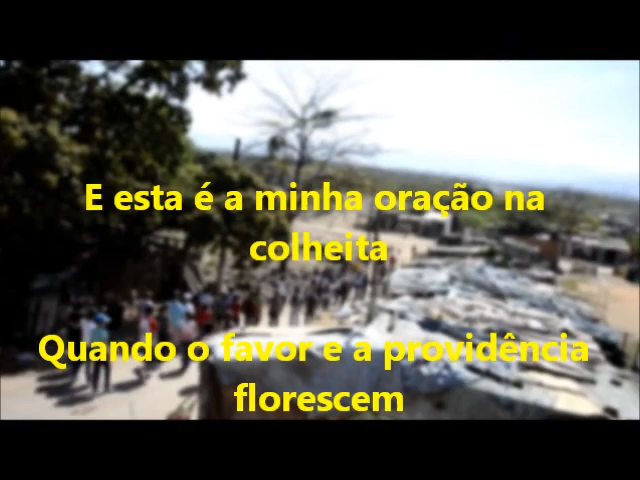 E esta é a minha oração na
colheita
Quando o favor e a providência
florescem